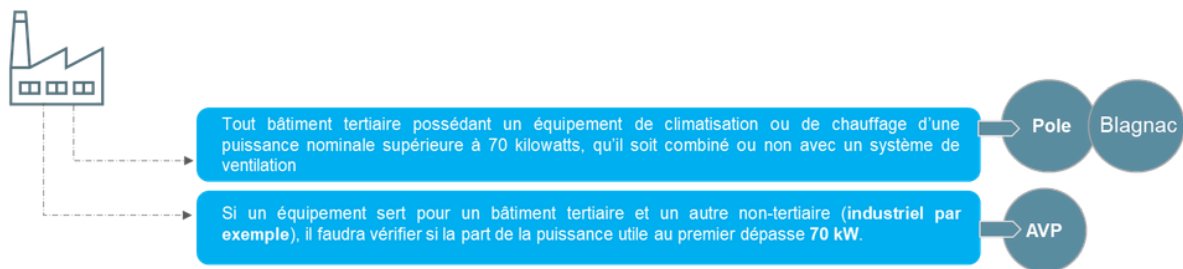 Tout bâtiment tertiaire possédant un équipement de climatisation ou de chauffage d'une
puissance nominale supérieure à 70 kilowatts, qu'il soit combiné ou non avec un système de
ventilation
Pole
Blagnac
Si un équipement sert pour un bâtiment tertiaire et un autre non-tertiaire (industriel par
exemple), il faudra vérifier si la part de la puissance utile au premier dépasse 70 kW.
AVP